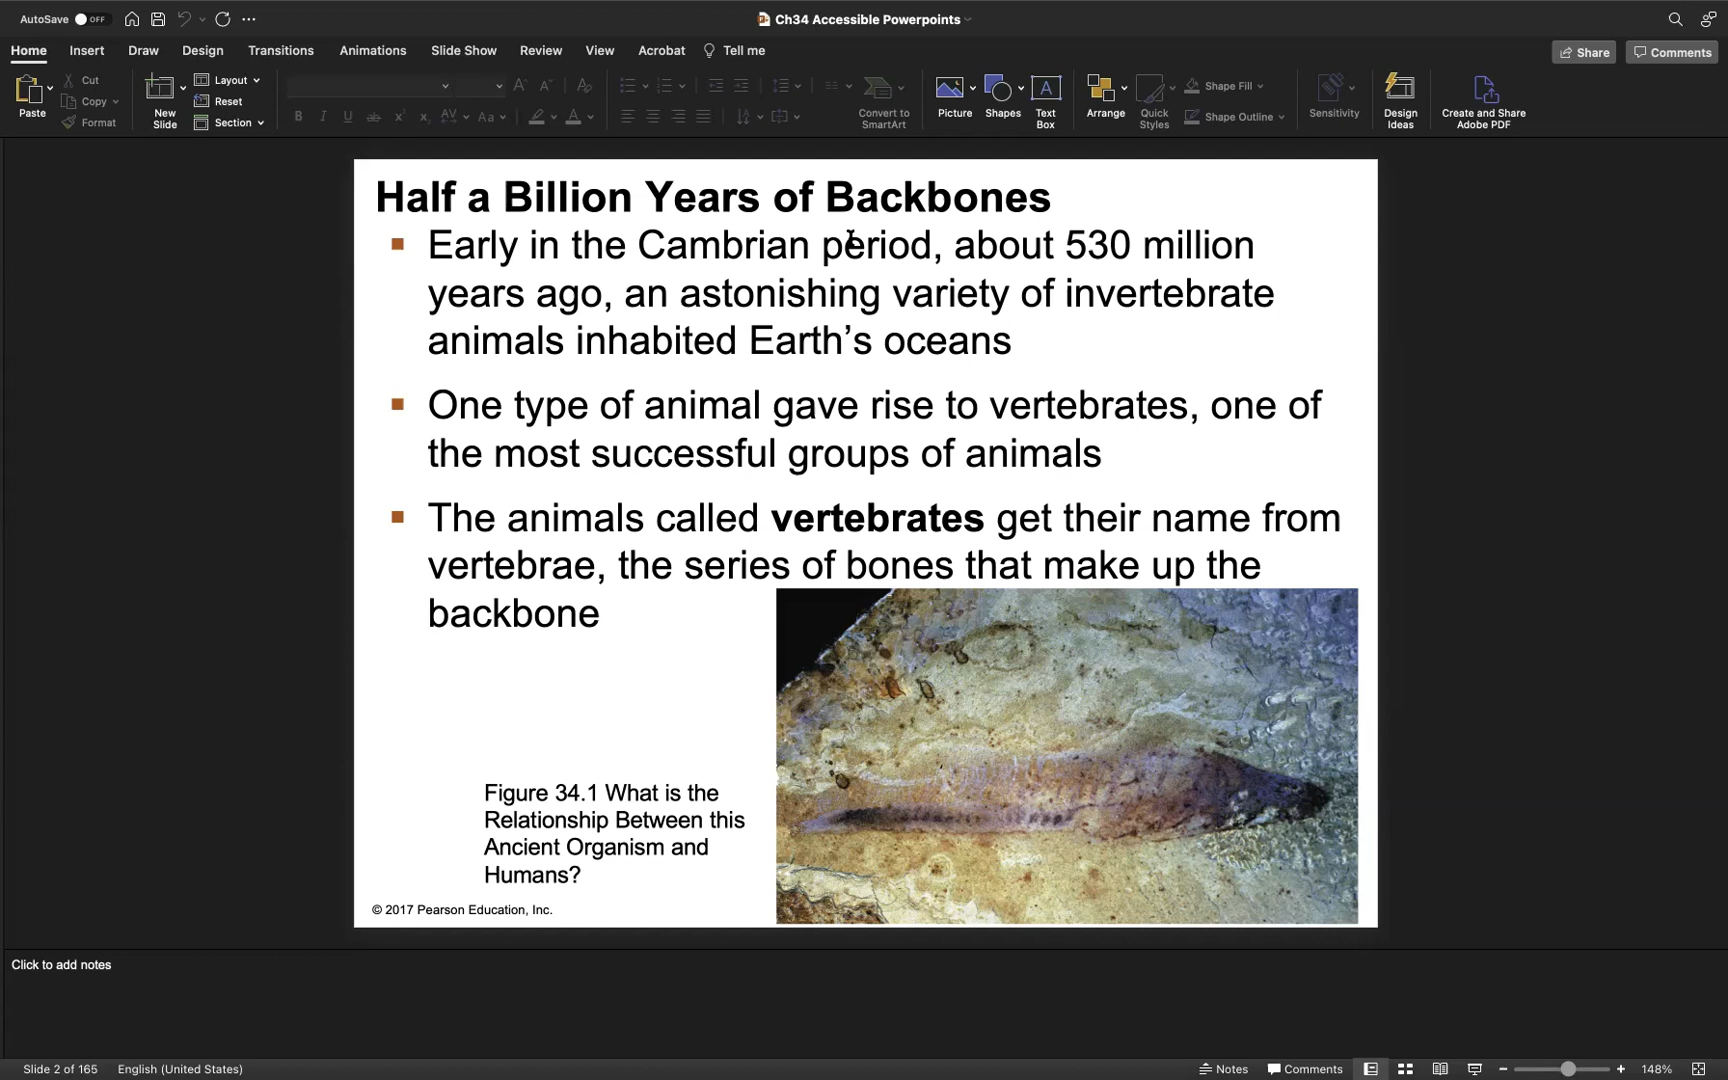 AutoSave OFF
Ch34 Accessible Powerpoints
Home Insert Draw Design Transitions Animations Slide Show Review View Acrobat Tell me
Share Comments
Paste
Cut
Copy
Format
New Slide
Layout
Reset
Section
Convert to SmartArt
Picture
Shapes
Text Box
Arrange
Quick Styles
Shape Fill
Shape Outline
Sensitivity
Design Ideas
Create and Share Adobe PDF
Half a Billion Years of Backbones
Early in the Cambrian period, about 530 million
years ago, an astonishing variety of invertebrate
animals inhabited Earth’s oceans
One type of animal gave rise to vertebrates, one of
the most successful groups of animals
The animals called vertebrates get their name from
vertebrae, the series of bones that make up the
backbone
Figure 34.1 What is the
Relationship Between this
Ancient Organism and
Humans?
© 2017 Pearson Education, Inc.
Click to add notes
Slide 2 of 165 English (United States)
Notes Comments 148%